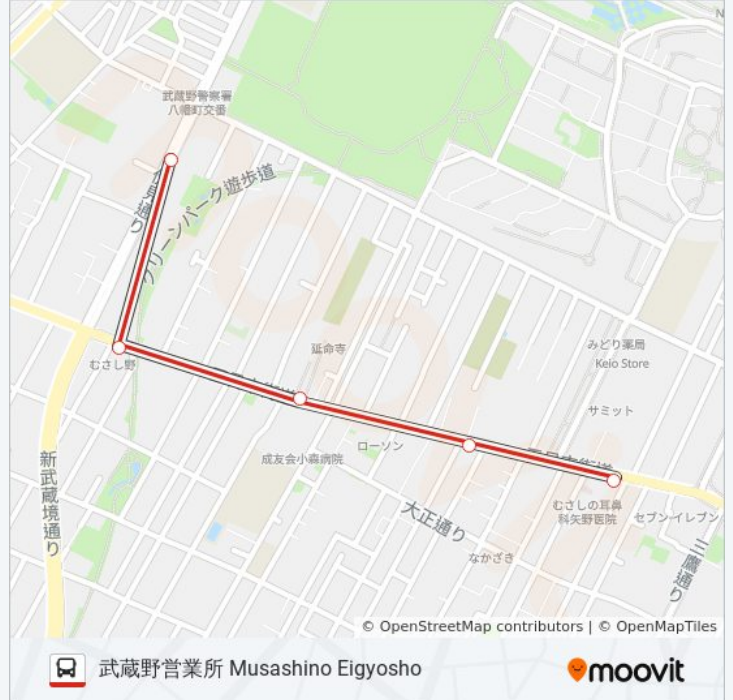 武蔵野警察署
八幡町交番
伏見通り
グリーンパーク遊歩道
延命寺
みどり薬局
Keio Store
むさし野
サミット
ローソン
成友会小森病院
新武蔵境通り
大正通り
むさしの耳鼻
科矢野医院
セブン-イレブン
なかざき
三鷹通り
© OpenStreetMap contributors | © OpenMapTiles
武蔵野営業所 Musashino Eigyosho
moovit